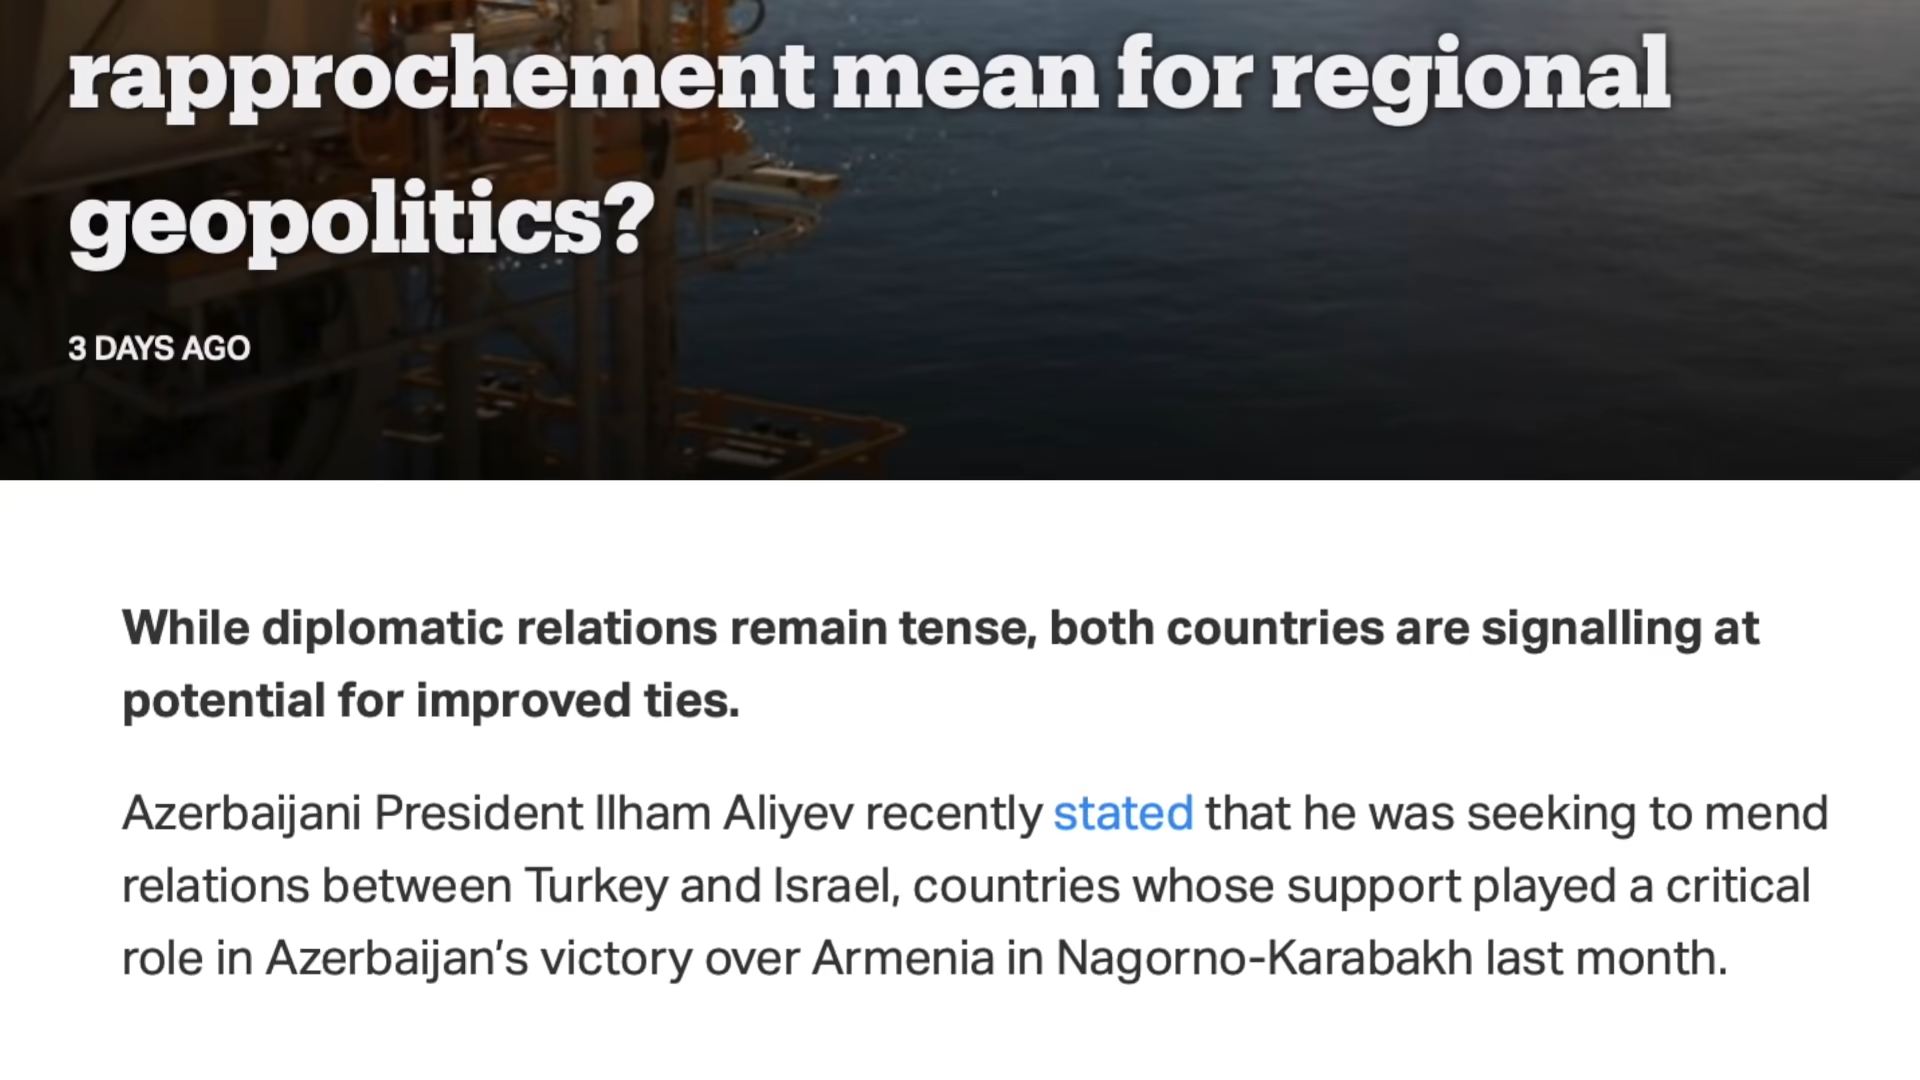 rapprochement mean for regional
geopolitics?
3 DAYS AGO
While diplomatic relations remain tense, both countries are signalling at
potential for improved ties.
Azerbaijani President Ilham Aliyev recently stated that he was seeking to mend
relations between Turkey and Israel, countries whose support played a critical
role in Azerbaijan’s victory over Armenia in Nagorno-Karabakh last month.